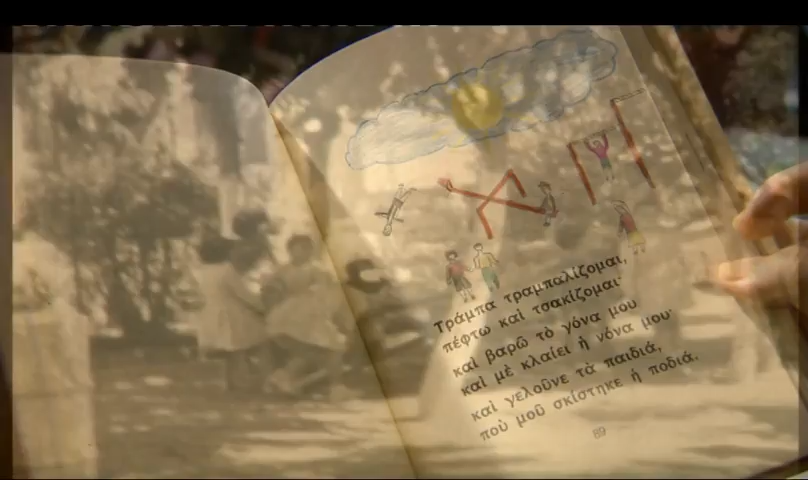 Τράμπα τραμπαλίζομαι,
πέφτω καὶ τσακίζομαι·
καὶ βαρῶ τὸ γόνα μου
καὶ μὲ κλαίει ἡ νόνα μου·
καὶ γελοῦνε τὰ παιδιά,
ποὺ μοῦ σκίστηκε ἡ ποδιά.
89